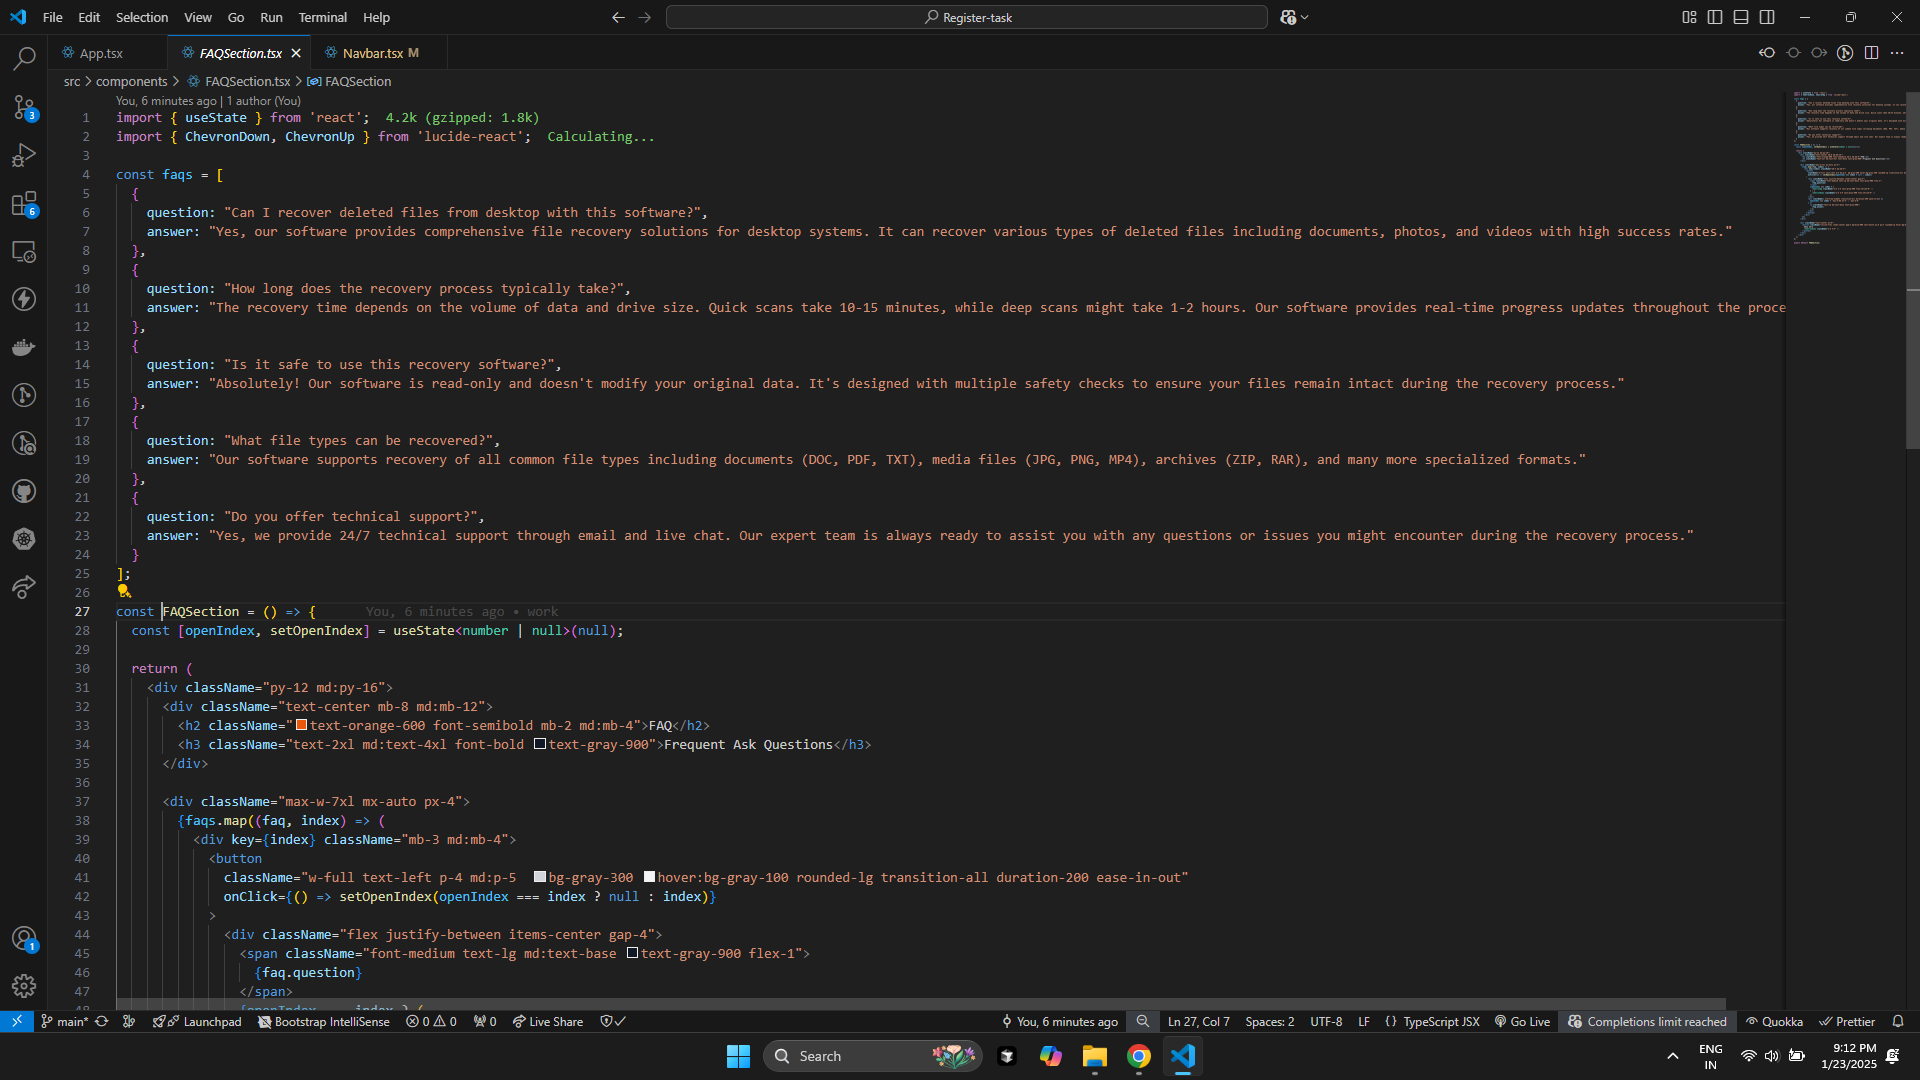 File Edit Selection View Go Run Terminal Help
Register-task
App.tsx
FAQSection.tsx
Navbar.tsx M
src > components > FAQSection.tsx > FAQSection
You, 6 minutes ago | 1 author (You)
1 import { useState } from 'react'; 4.2k (gzipped: 1.8k)
2 import { ChevronDown, ChevronUp } from 'lucide-react'; Calculating...
3
4 const faqs = [
5 {
6 question: "Can I recover deleted files from desktop with this software?",
7 answer: "Yes, our software provides comprehensive file recovery solutions for desktop systems. It can recover various types of deleted files including documents, photos, and videos with high success rates."
8 },
9 {
10 question: "How long does the recovery process typically take?",
11 answer: "The recovery time depends on the volume of data and drive size. Quick scans take 10-15 minutes, while deep scans might take 1-2 hours. Our software provides real-time progress updates throughout the proce
12 },
13 {
14 question: "Is it safe to use this recovery software?",
15 answer: "Absolutely! Our software is read-only and doesn't modify your original data. It's designed with multiple safety checks to ensure your files remain intact during the recovery process."
16 },
17 {
18 question: "What file types can be recovered?",
19 answer: "Our software supports recovery of all common file types including documents (DOC, PDF, TXT), media files (JPG, PNG, MP4), archives (ZIP, RAR), and many more specialized formats."
20 },
21 {
22 question: "Do you offer technical support?",
23 answer: "Yes, we provide 24/7 technical support through email and live chat. Our expert team is always ready to assist you with any questions or issues you might encounter during the recovery process."
24 }
25 ];
26
27 const FAQSection = () => { You, 6 minutes ago • work
28 const [openIndex, setOpenIndex] = useState<number | null>(null);
29
30 return (
31 <div className="py-12 md:py-16">
32 <div className="text-center mb-8 md:mb-12">
33 <h2 className="text-orange-600 font-semibold mb-2 md:mb-4">FAQ</h2>
34 <h3 className="text-2xl md:text-4xl font-bold text-gray-900">Frequent Ask Questions</h3>
35 </div>
36
37 <div className="max-w-7xl mx-auto px-4">
38 {faqs.map((faq, index) => (
39 <div key={index} className="mb-3 md:mb-4">
40 <button
41 className="w-full text-left p-4 md:p-5 bg-gray-300 hover:bg-gray-100 rounded-lg transition-all duration-200 ease-in-out"
42 onClick={() => setOpenIndex(openIndex === index ? null : index)}
43 >
44 <div className="flex justify-between items-center gap-4">
45 <span className="font-medium text-lg md:text-base text-gray-900 flex-1">
46 {faq.question}
47 </span>
3
6
1
main* Launchpad Bootstrap IntelliSense 0 0 0 Live Share
You, 6 minutes ago Ln 27, Col 7 Spaces: 2 UTF-8 LF {} TypeScript JSX Go Live Completions limit reached Quokka Prettier
Search
ENG
IN
9:12 PM
1/23/2025